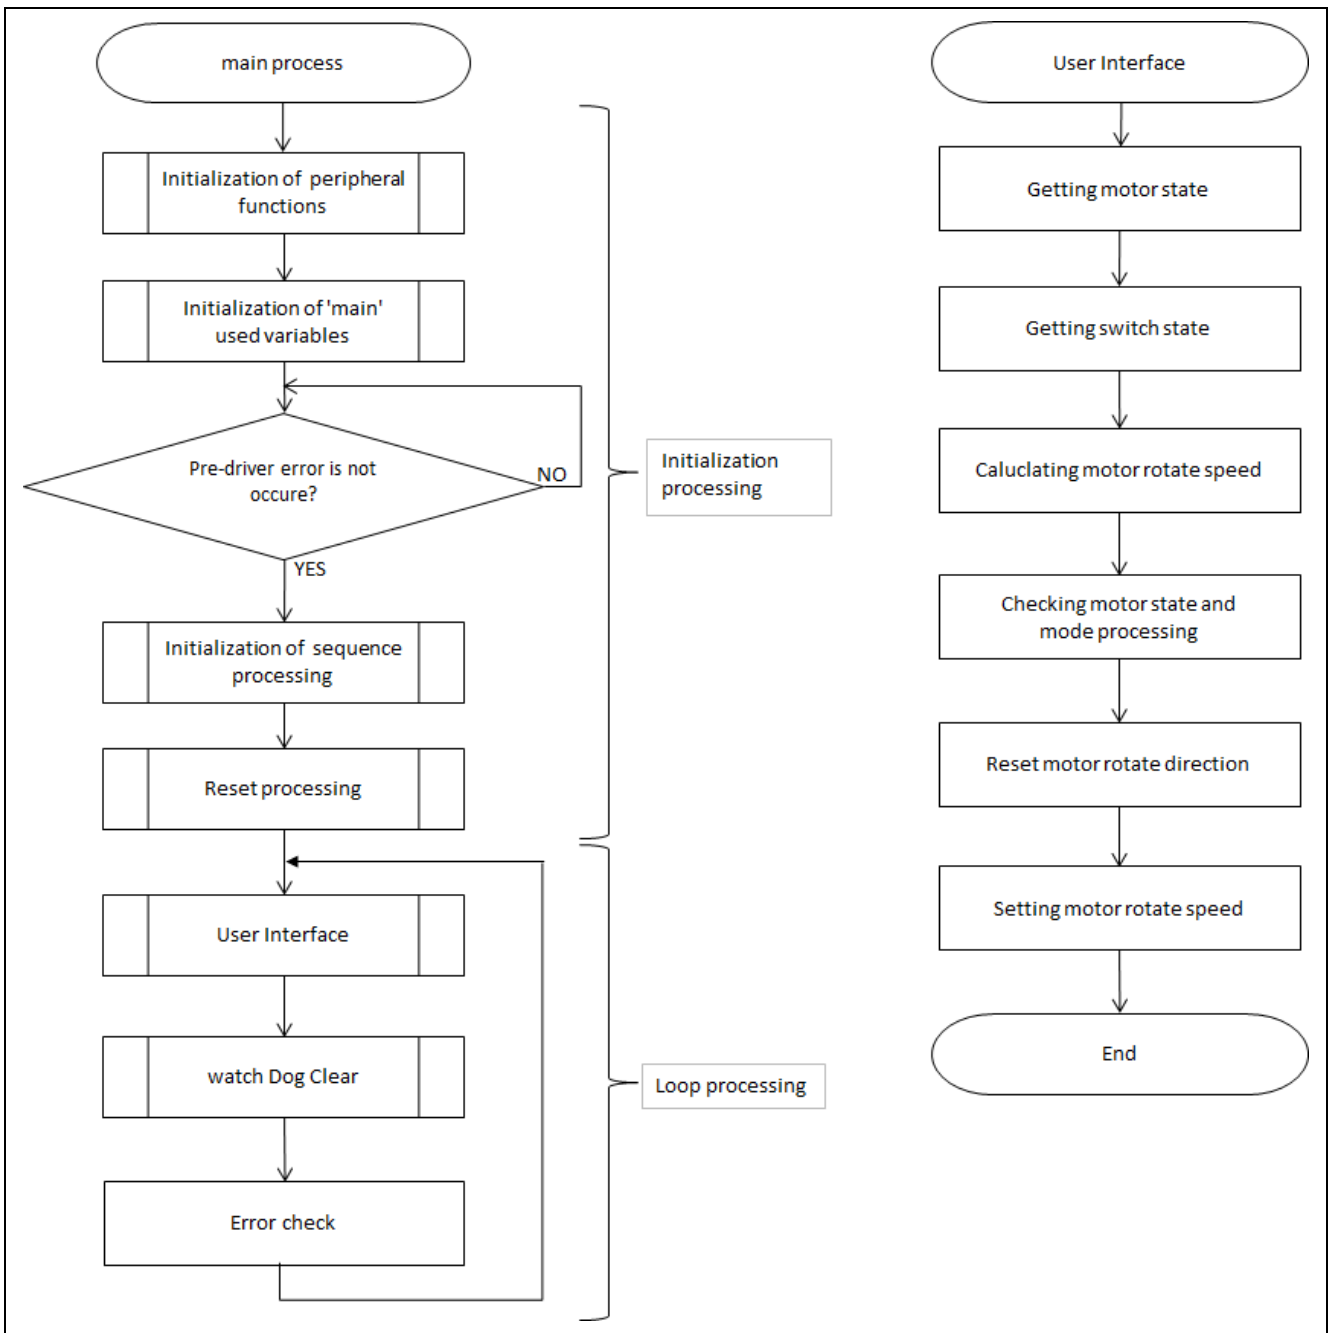 main process
Initialization of peripheral
functions
Initialization of 'main'
used variables
Pre-driver error is not
occure?
NO
YES
Initialization of sequence
processing
Reset processing
Initialization
processing
User Interface
watch Dog Clear
Error check
Loop processing
User Interface
Getting motor state
Getting switch state
Caluclating motor rotate speed
Checking motor state and
mode processing
Reset motor rotate direction
Setting motor rotate speed
End